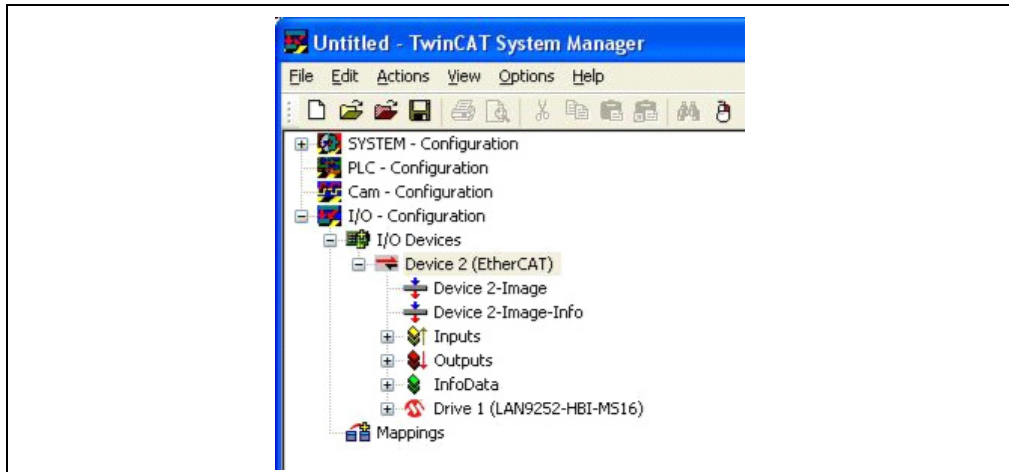 Untitled - TwinCAT System Manager
File Edit Actions View Options Help
SYSTEM - Configuration
PLC - Configuration
Cam - Configuration
I/O - Configuration
I/O Devices
Device 2 (EtherCAT)
Device 2-Image
Device 2-Image-Info
Inputs
Outputs
InfoData
Drive 1 (LAN9252-HBI-MS16)
Mappings